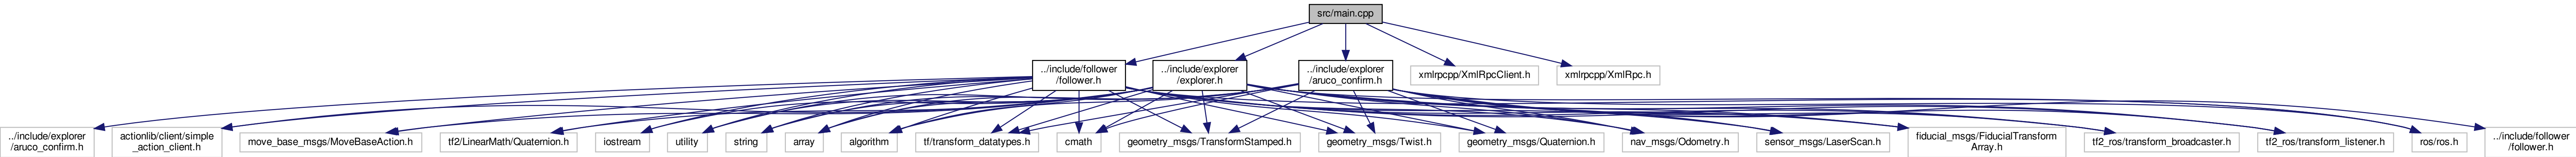 src/main.cpp
../include/follower
/follower.h
../include/explorer
/explorer.h
../include/explorer
/aruco_confirm.h
xmlrpcpp/XmlRpcClient.h
xmlrpcpp/XmlRpc.h
../include/explorer
/aruco_confirm.h
actionlib/client/simple
_action_client.h
move_base_msgs/MoveBaseAction.h
tf2/LinearMath/Quaternion.h
iostream
utility
string
array
algorithm
tf/transform_datatypes.h
cmath
geometry_msgs/TransformStamped.h
geometry_msgs/Twist.h
geometry_msgs/Quaternion.h
nav_msgs/Odometry.h
sensor_msgs/LaserScan.h
fiducial_msgs/FiducialTransform
Array.h
tf2_ros/transform_broadcaster.h
tf2_ros/transform_listener.h
ros/ros.h
../include/follower
/follower.h